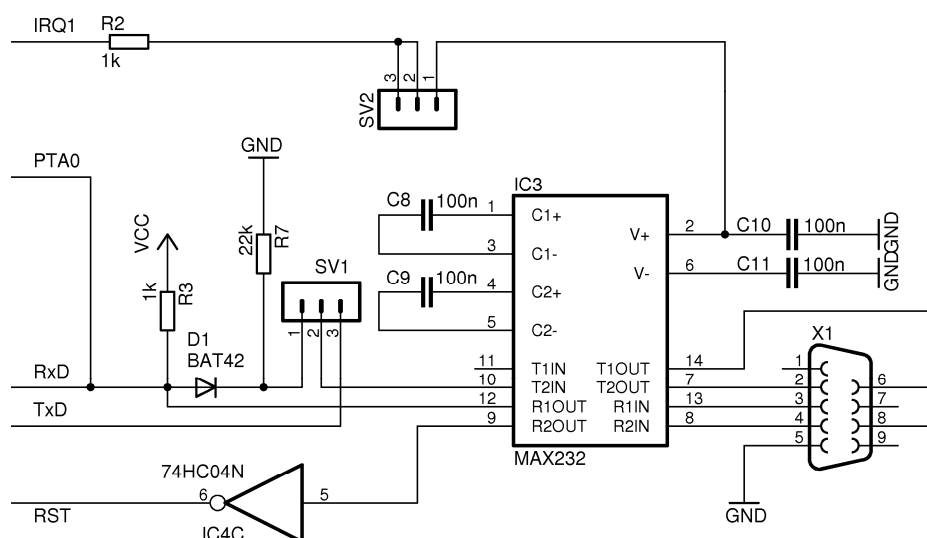 IRQ1
R2
1k
3
2
1
SV2
PTA0
GND
VCC
22k
R7
1k
R3
D1
BAT42
SV1
1
2
3
RxD
TxD
C8
100n
1
3
C9
100n
4
5
11
10
12
9
IC3
C1+
C1-
C2+
C2-
V+
V-
T1IN
T2IN
R1OUT
R2OUT
T1OUT
T2OUT
R1IN
R2IN
MAX232
2
C10
100n
GND
6
C11
100n
GND
14
7
13
8
X1
1
2
3
4
5
6
7
8
9
GND
74HC04N
6
5
RST
IC4C